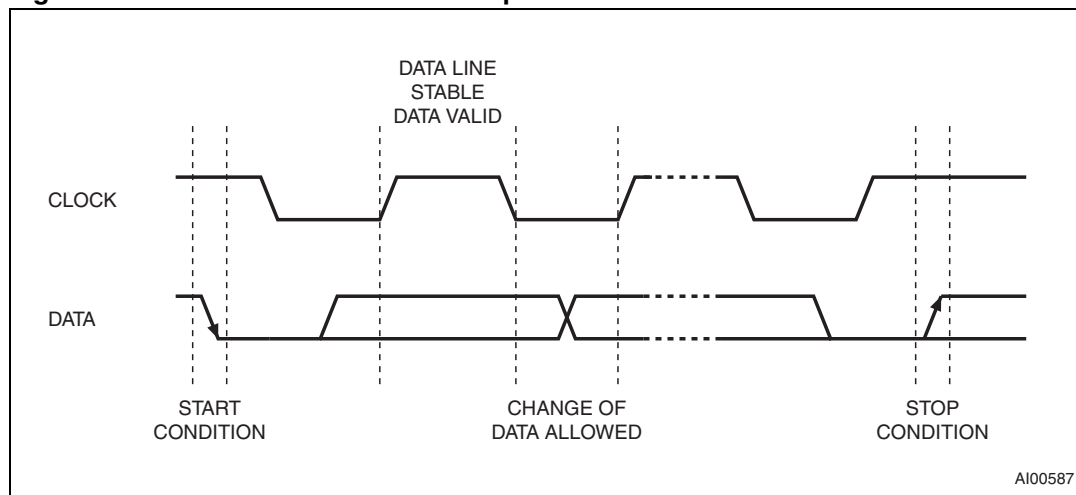 DATA LINE
STABLE
DATA VALID
CLOCK
DATA
START
CONDITION
CHANGE OF
DATA ALLOWED
STOP
CONDITION
AI00587